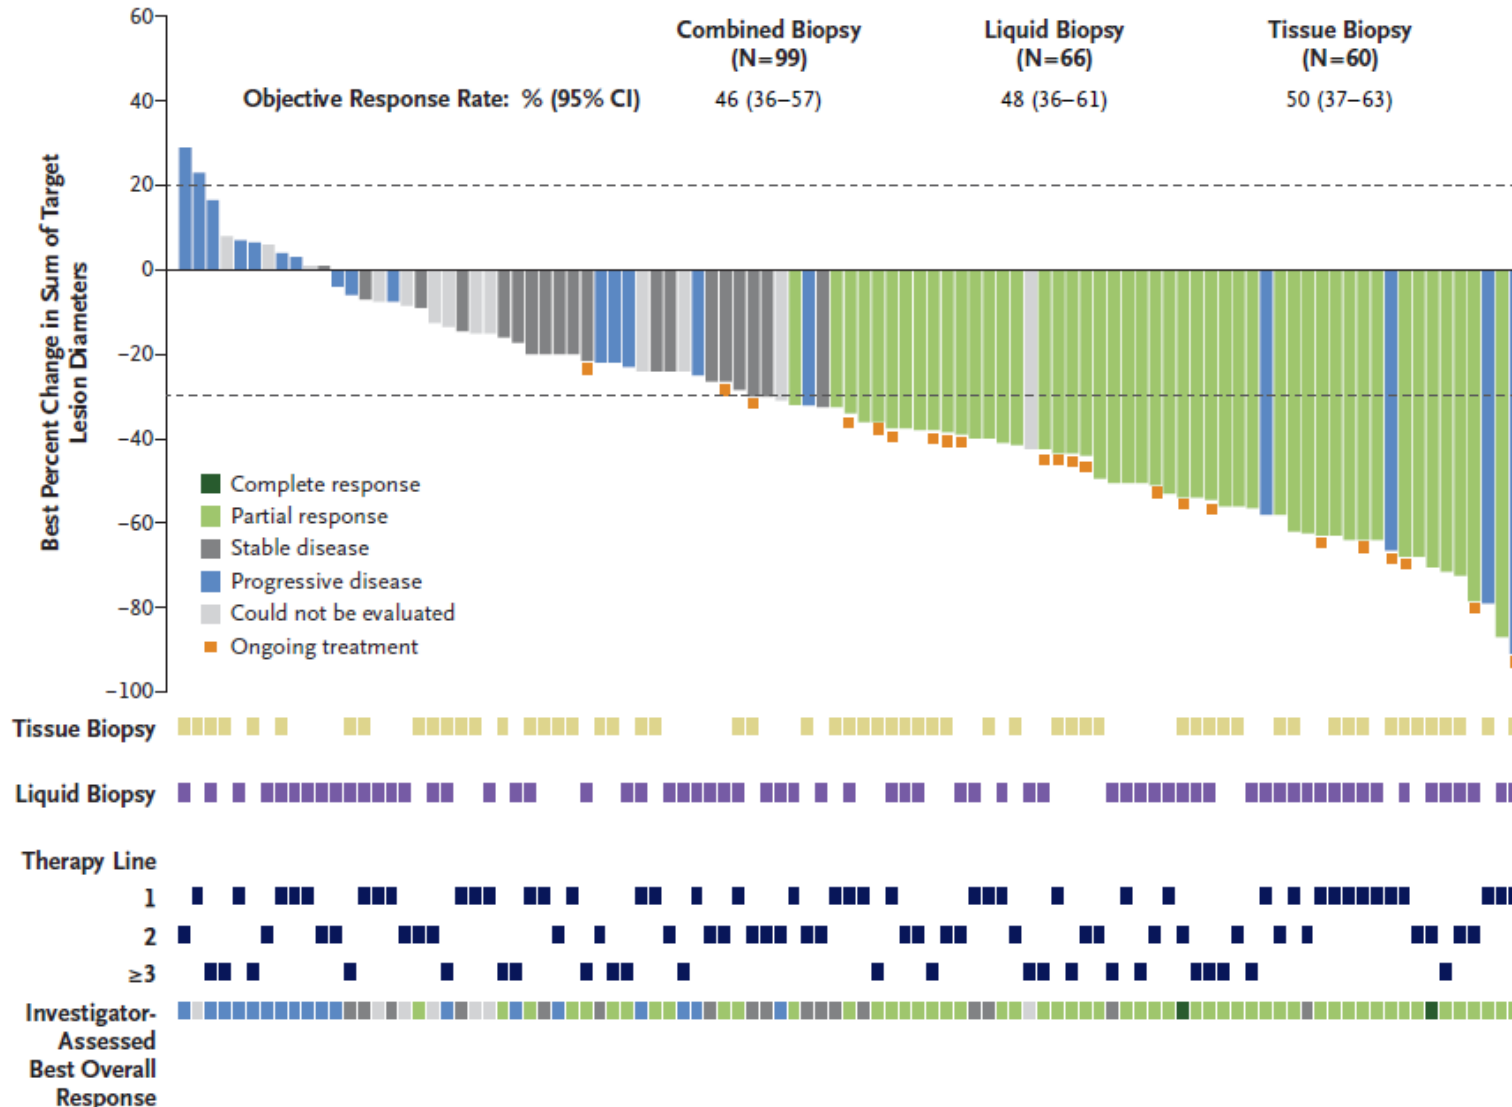 Combined Biopsy
(N=99)
Liquid Biopsy
(N=66)
Tissue Biopsy
(N=60)
Objective Response Rate: % (95% CI)
46 (36–57)
48 (36–61)
50 (37–63)
Best Percent Change in Sum of Target
Lesion Diameters
60
40
20
0
−20
−40
−60
−80
−100
Complete response
Partial response
Stable disease
Progressive disease
Could not be evaluated
Ongoing treatment
Tissue Biopsy
Liquid Biopsy
Therapy Line
1
2
≥3
Investigator-
Assessed
Best Overall
Response